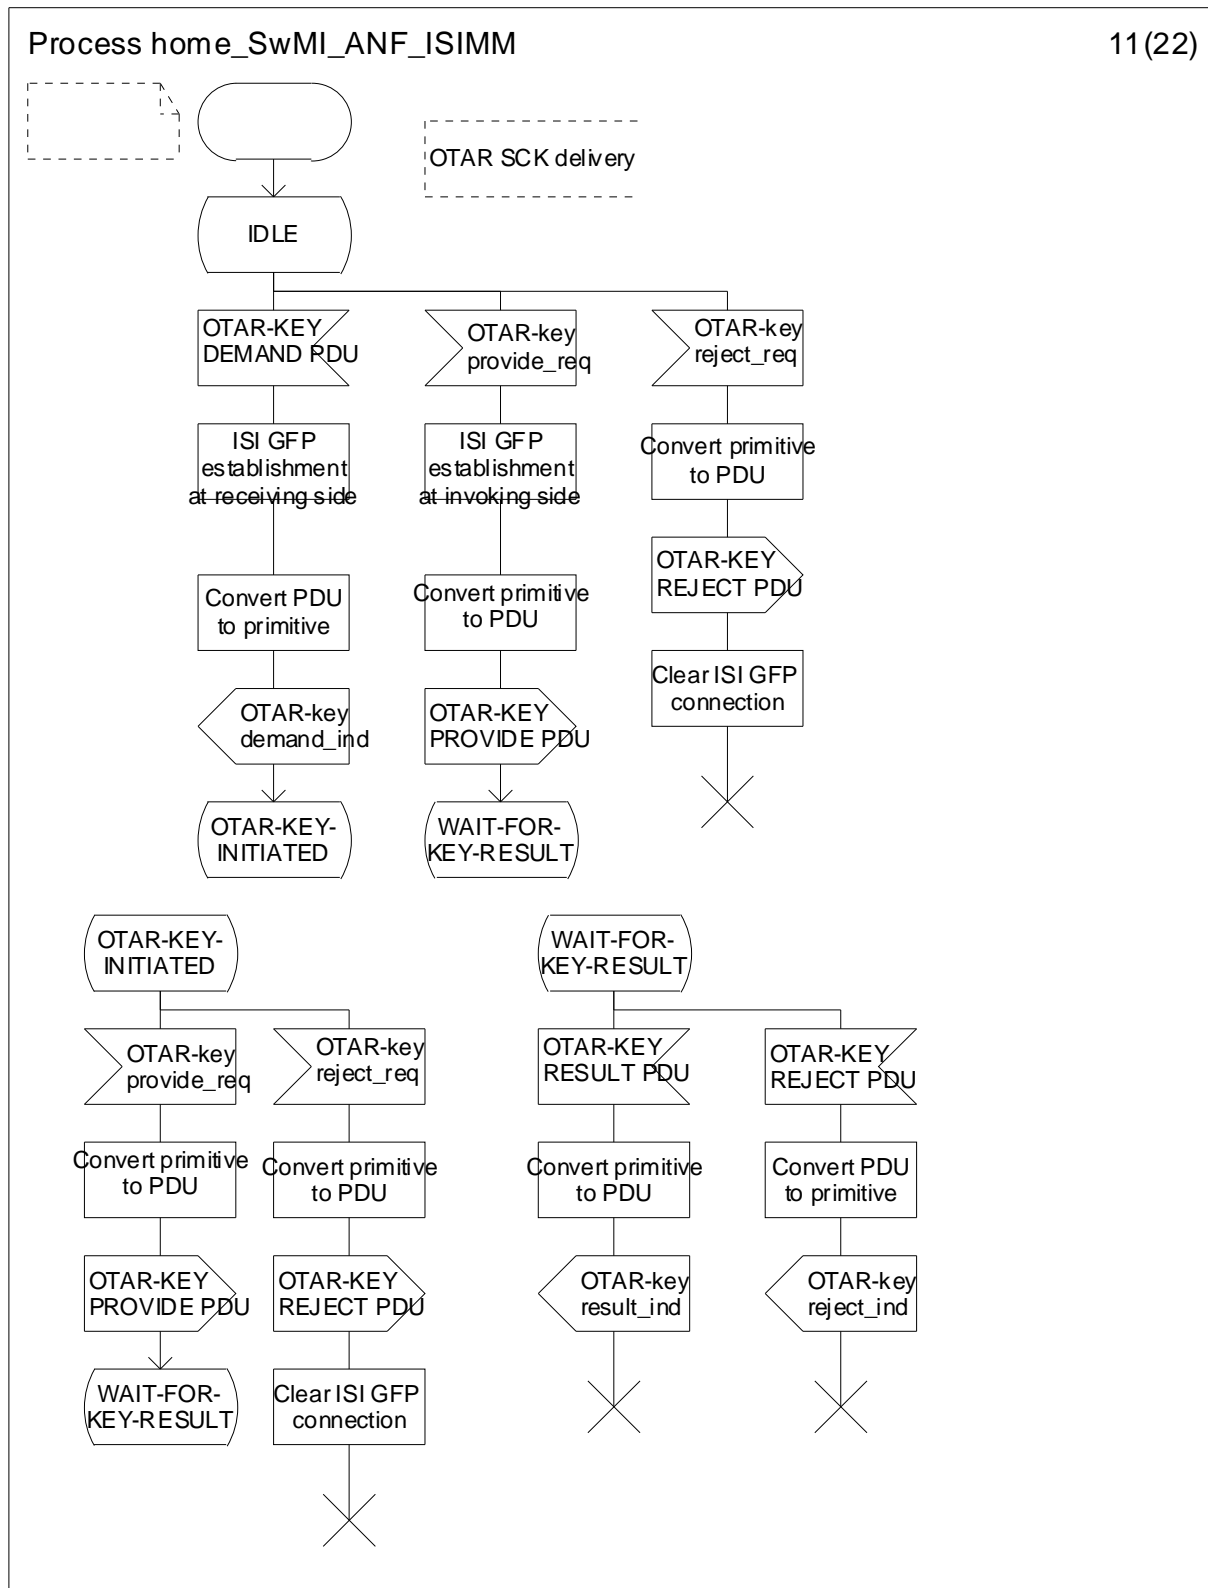 Process home_SwMI_ANF_ISIMM
11(22)
OTAR SCK delivery
IDLE
OTAR-KEY
DEMAND PDU
OTAR-key
provide_req
OTAR-key
reject_req
ISI GFP
establishment
at receiving side
ISI GFP
establishment
at invoking side
Convert primitive
to PDU
OTAR-KEY
REJECT PDU
Convert PDU
to primitive
Convert primitive
to PDU
Clear ISI GFP
connection
OTAR-key
demand_ind
OTAR-KEY
PROVIDE PDU
OTAR-KEY-
INITIATED
WAIT-FOR-
KEY-RESULT
OTAR-KEY-
INITIATED
WAIT-FOR-
KEY-RESULT
OTAR-key
provide_req
OTAR-key
reject_req
OTAR-KEY
RESULT PDU
OTAR-KEY
REJECT PDU
Convert primitive
to PDU
Convert primitive
to PDU
Convert primitive
to PDU
Convert PDU
to primitive
OTAR-KEY
PROVIDE PDU
OTAR-KEY
REJECT PDU
OTAR-key
result_ind
OTAR-key
reject_ind
WAIT-FOR-
KEY-RESULT
Clear ISI GFP
connection